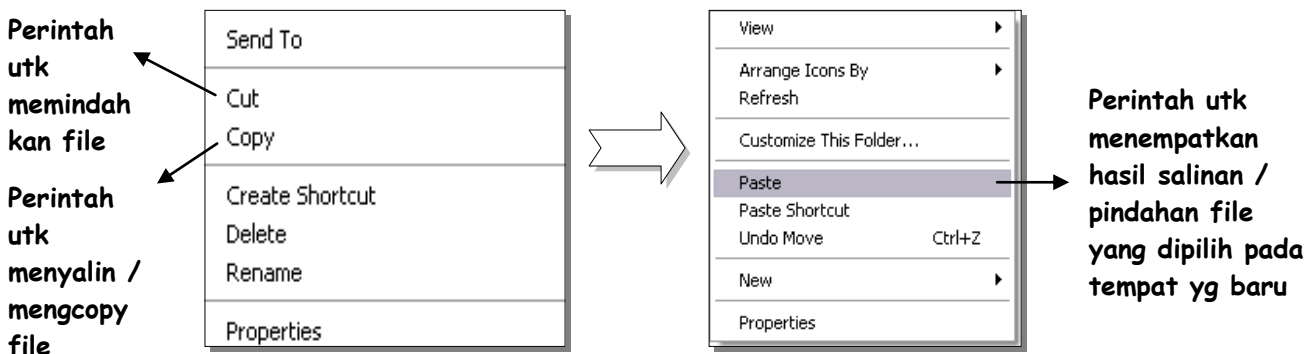 Perintah
utk
memindah
kan file
Perintah
utk
menyalin /
mengcopy
file
Send To
Cut
Copy
Create Shortcut
Delete
Rename
Properties
View
Arrange Icons By
Refresh
Customize This Folder...
Paste
Paste Shortcut
Undo Move Ctrl+Z
New
Properties
Perintah utk
menempatkan
hasil salinan /
pindahan file
yang dipilih pada
tempat yg baru